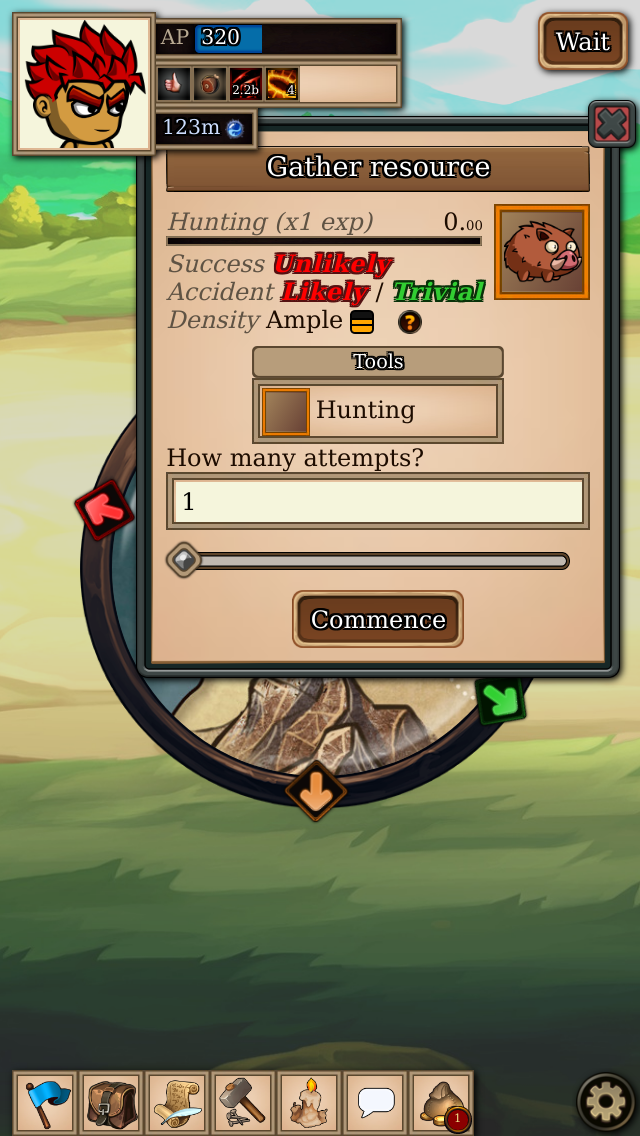 AP 320
Wait
2.2b
4
123m
Gather resource
Hunting (x1 exp) 0.00
Success Unlikely
Accident Likely / Trivial
Density Ample ?
Tools
Hunting
How many attempts?
1
Commence
1